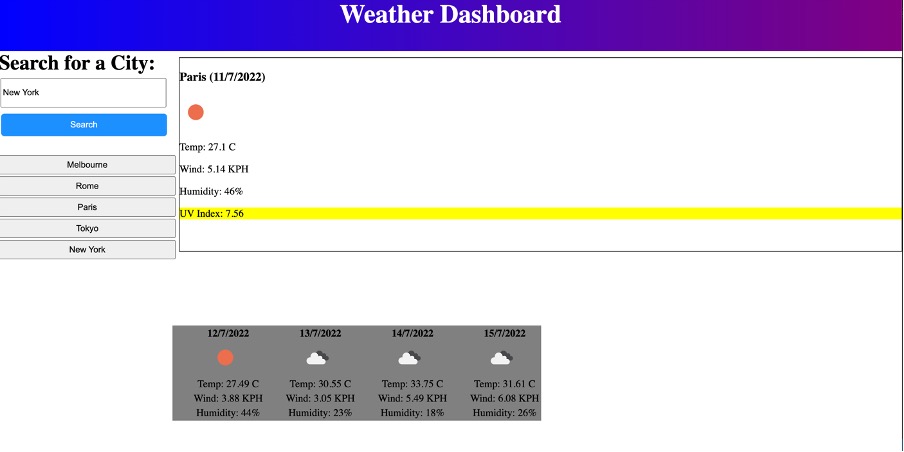 Weather Dashboard
Search for a City:
New York
Search
Melbourne
Rome
Paris
Tokyo
New York
Paris (11/7/2022)
Temp: 27.1 C
Wind: 5.14 KPH
Humidity: 46%
UV Index: 7.56
12/7/2022 13/7/2022 14/7/2022 15/7/2022
Temp: 27.49 C Temp: 30.55 C Temp: 33.75 C Temp: 31.61 C
Wind: 3.88 KPH Wind: 3.05 KPH Wind: 5.49 KPH Wind: 6.08 KPH
Humidity: 44% Humidity: 23% Humidity: 18% Humidity: 26%